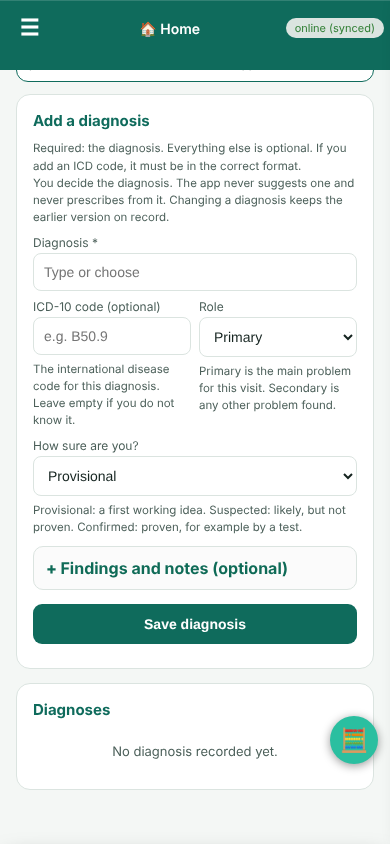 Home
online (synced)
Add a diagnosis
Required: the diagnosis. Everything else is optional. If you
add an ICD code, it must be in the correct format.
You decide the diagnosis. The app never suggests one and
never prescribes from it. Changing a diagnosis keeps the
earlier version on record.
Diagnosis *
Type or choose
ICD-10 code (optional)
Role
e.g. B50.9
Primary
The international disease
code for this diagnosis.
Leave empty if you do not
know it.
Primary is the main problem
for this visit. Secondary is
any other problem found.
How sure are you?
Provisional
Provisional: a first working idea. Suspected: likely, but not
proven. Confirmed: proven, for example by a test.
+ Findings and notes (optional)
Save diagnosis
Diagnoses
No diagnosis recorded yet.